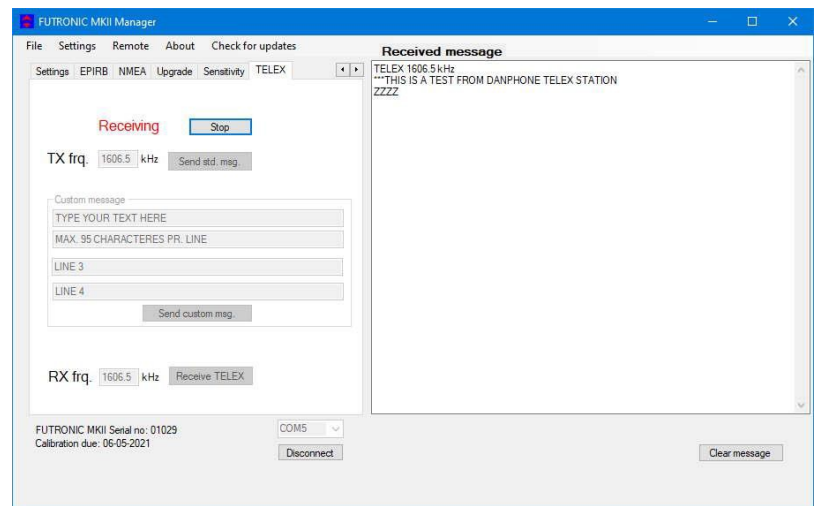 FUTRONIC MKII Manager
File Settings Remote About Check for updates
Settings EPIRB NMEA Upgrade Sensitivity TELEX
Receiving Stop
TX frq. 1606.5 kHz Send std. msg.
Custom message
TYPE YOUR TEXT HERE
MAX. 95 CHARACTERES PR. LINE
LINE 3
LINE 4
Send custom msg.
RX frq. 1606.5 kHz Receive TELEX
FUTRONIC MKII Serial no: 01029
Calibration due: 06-05-2021
COM5
Disconnect
Received message
TELEX 1606.5 kHz
***THIS IS A TEST FROM DANPHONE TELEX STATION
ZZZZ
Clear message